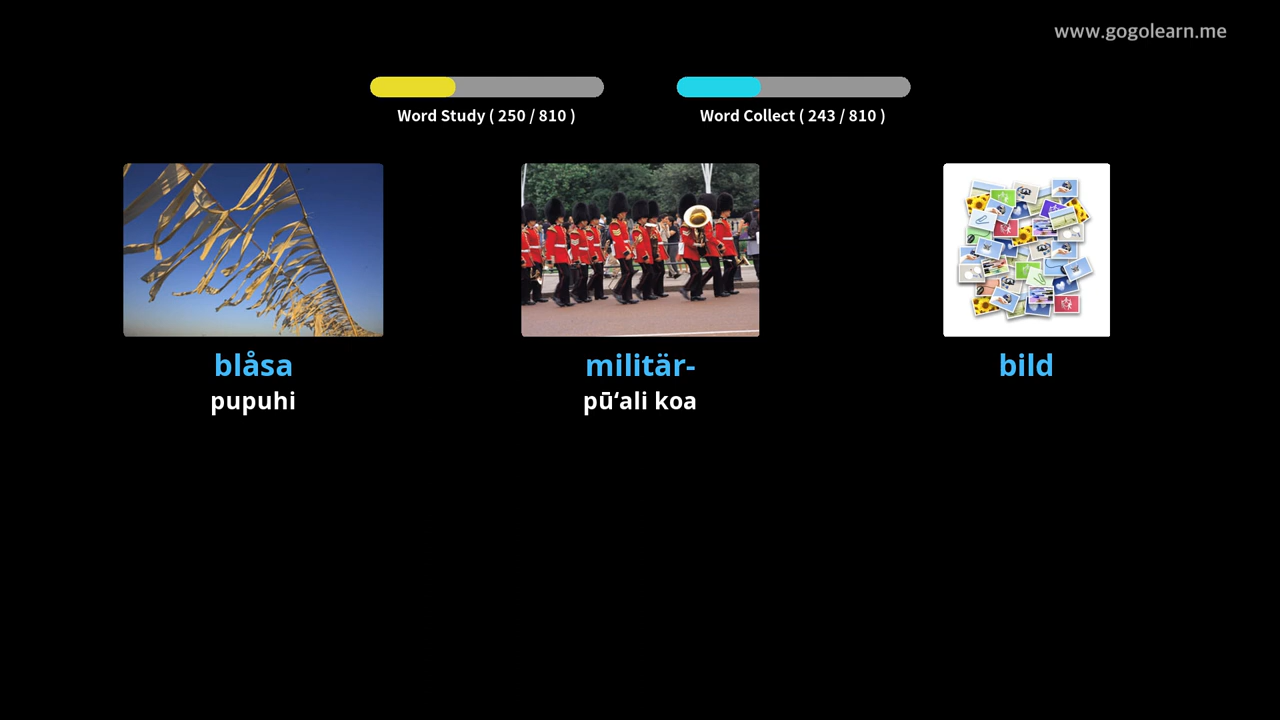 www.gogolearn.me
Word Study ( 250 / 810 )
Word Collect ( 243 / 810 )
blåsa
pupuhi
militär-
pūʻali koa
bild